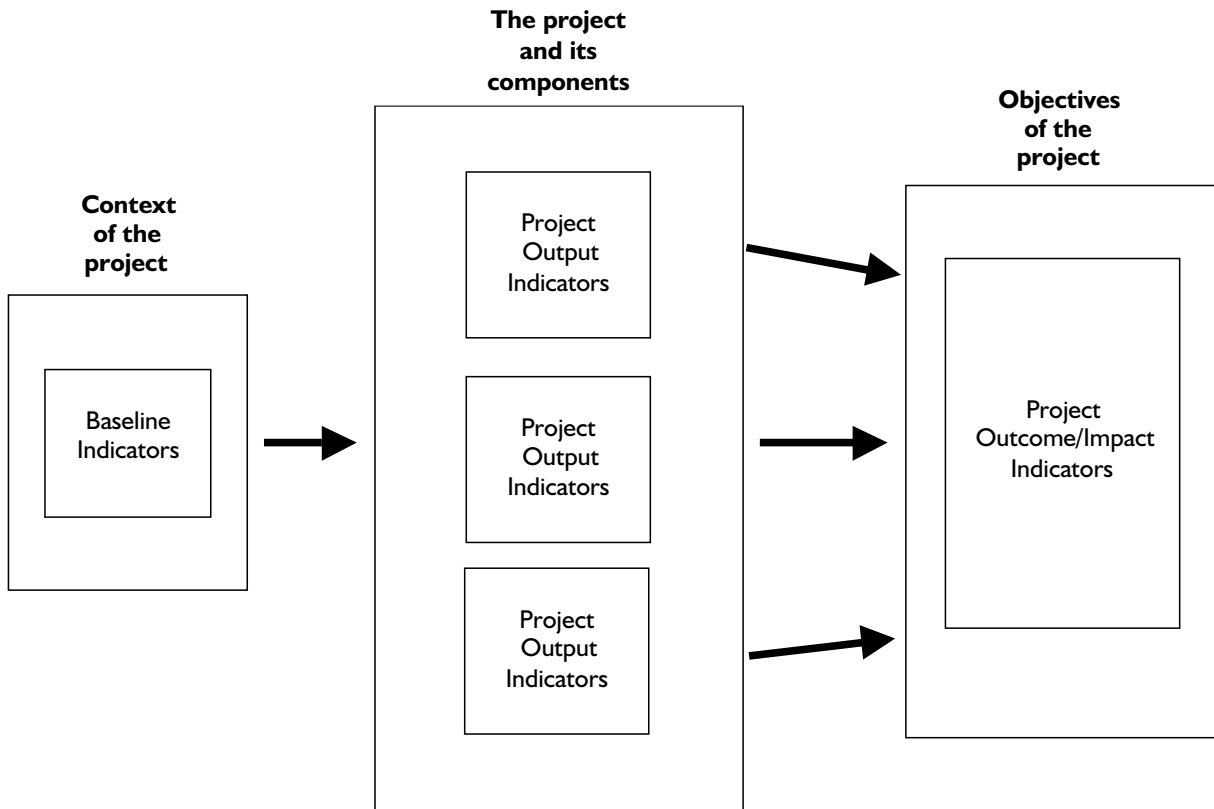 Context
of the
project
Baseline
Indicators
The project
and its
components
Project
Output
Indicators
Project
Output
Indicators
Project
Output
Indicators
Objectives
of the
project
Project
Outcome/Impact
Indicators